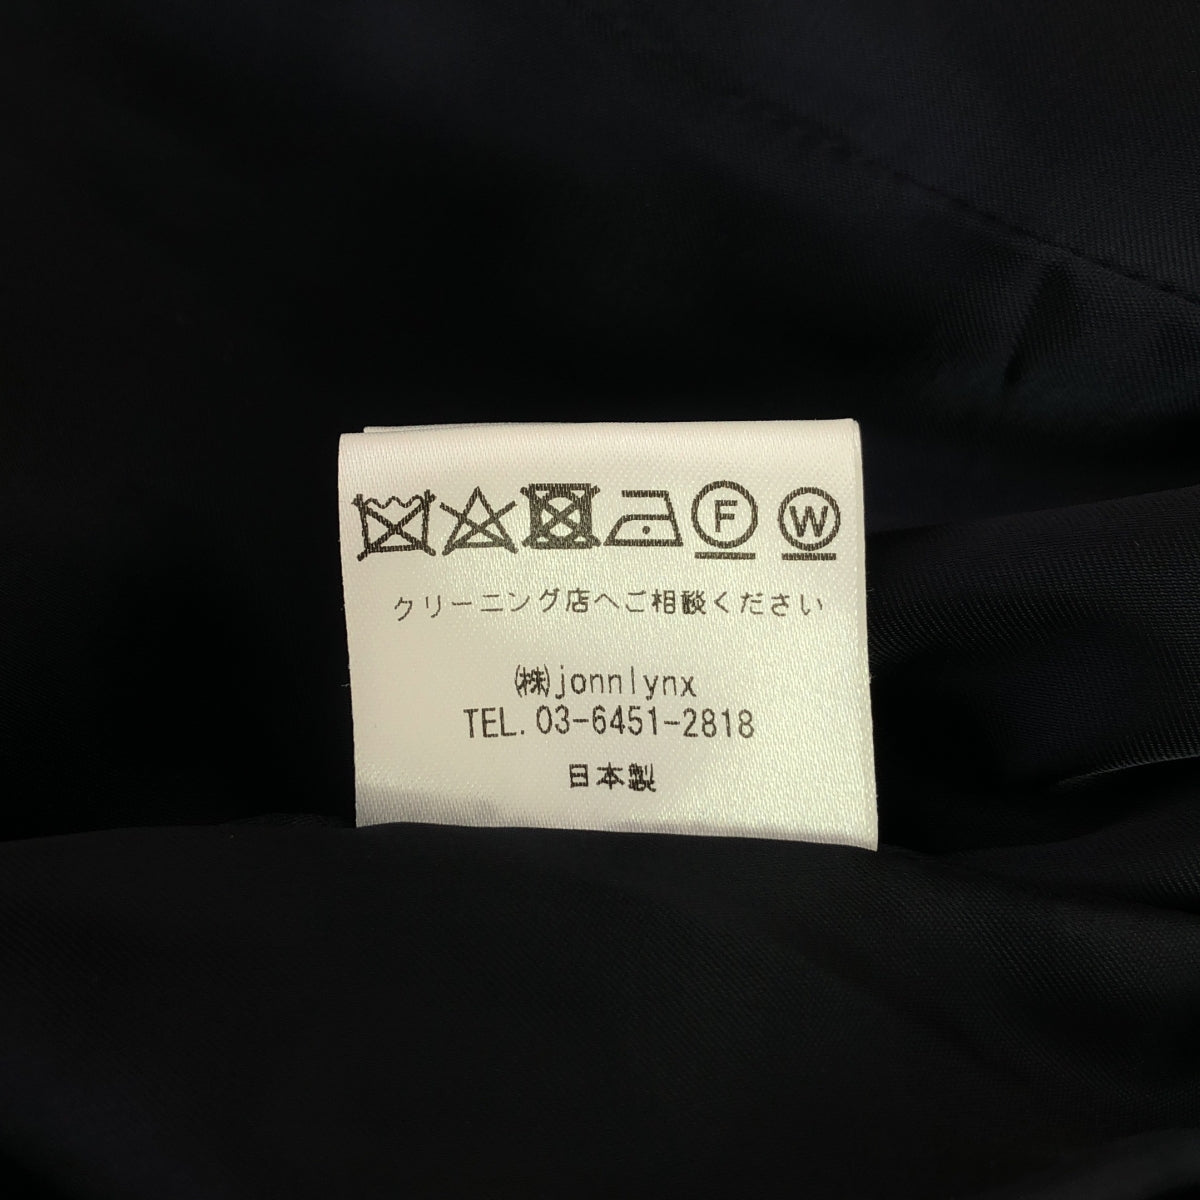 F W
クリーニング店へご相談ください
㈱jonnlynx
TEL. 03-6451-2818
日本製